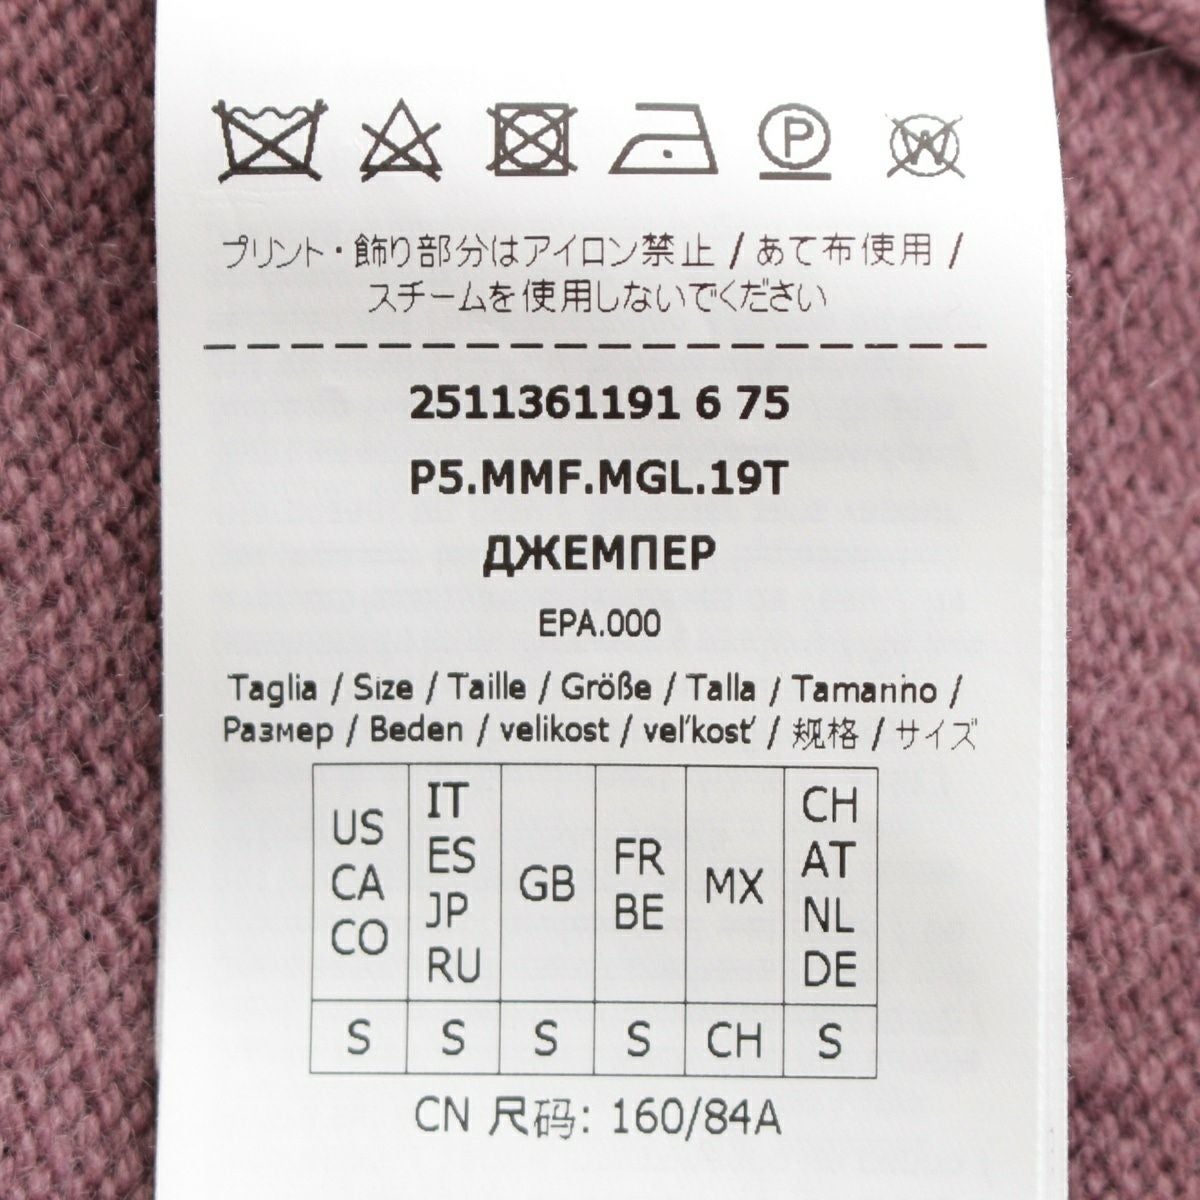 P W
プリント・飾り部分はアイロン禁止 / あて布使用 /
スチームを使用しないでください
2511361191 6 75
P5.MMF.MGL.19T
ДЖЕМПЕР
EPA.000
Taglia / Size / Taille / Größe / Talla / Tamanho /
Размер / Beden / velikost / veľkosť / 规格 / サイズ
US CA CO IT ES JP RU GB FR BE MX CH AT NL DE
S S S S CH S
CN 尺码: 160/84A